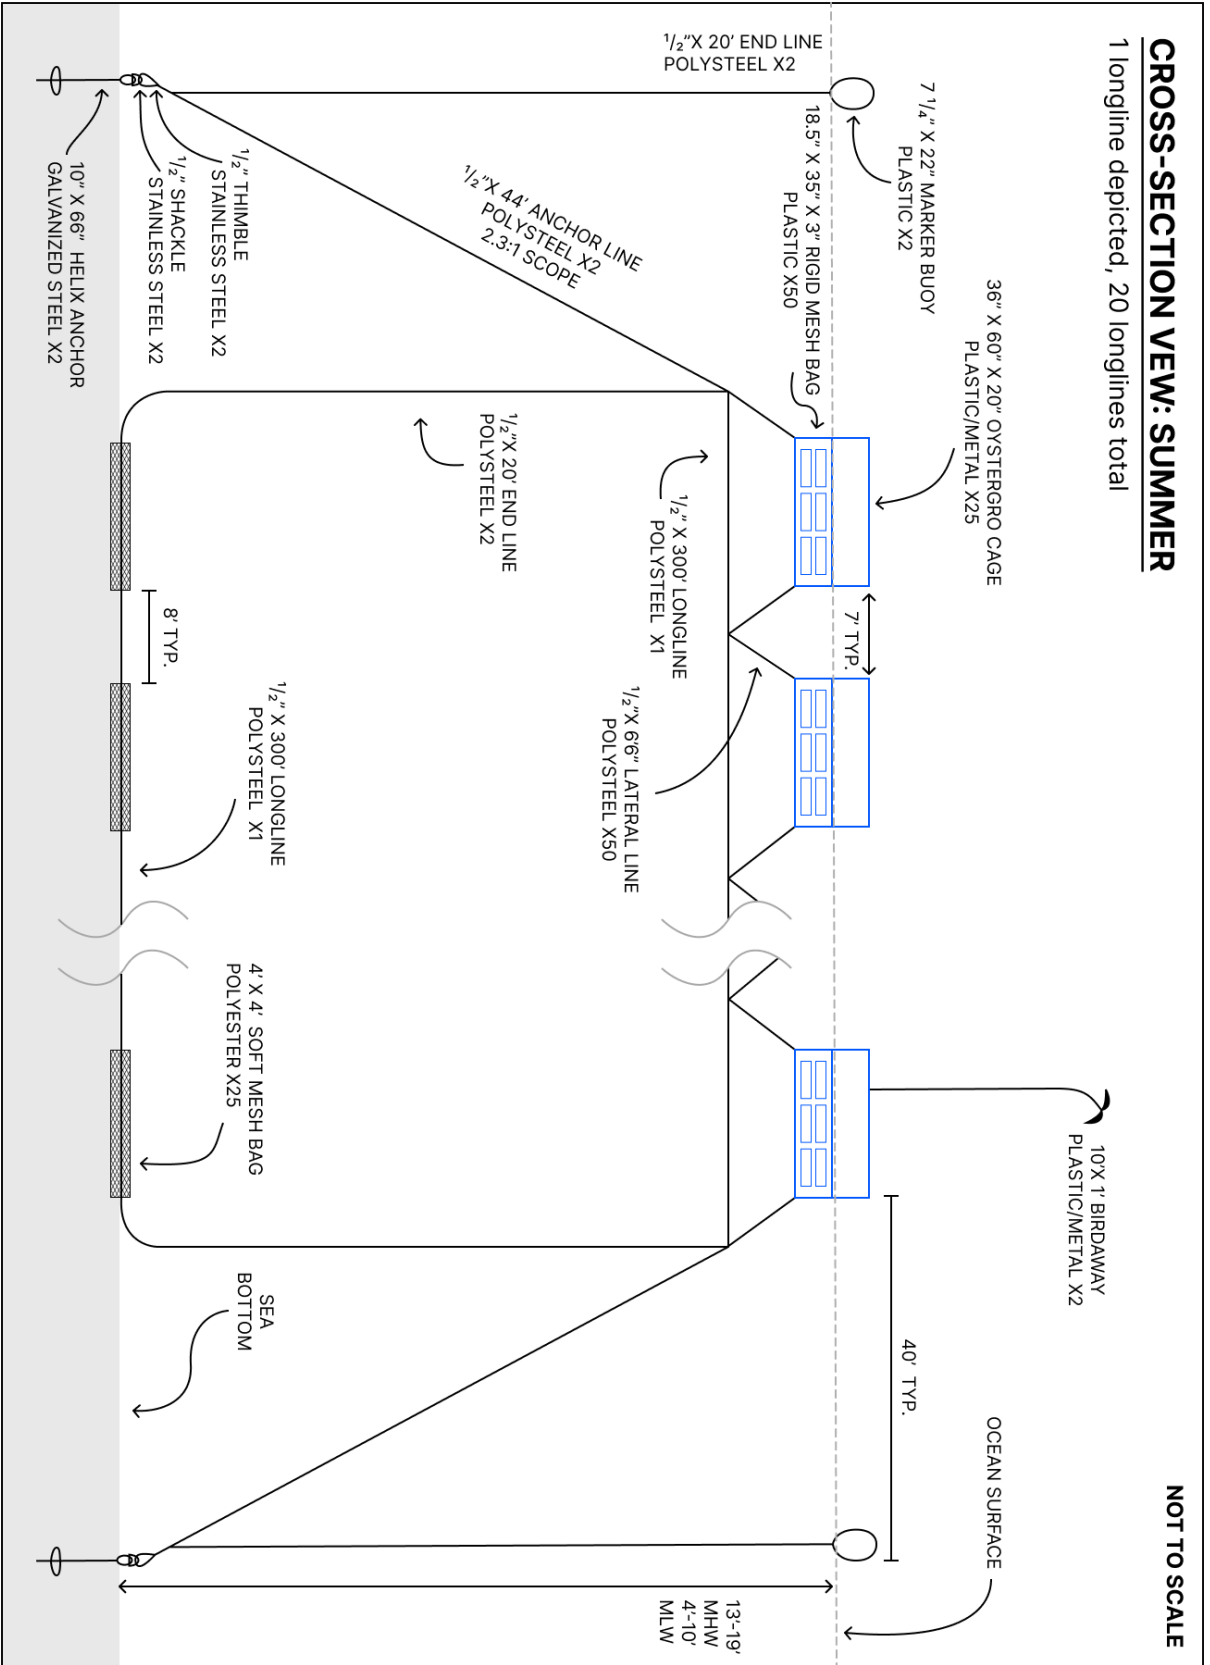 CROSS-SECTION VEW: SUMMER
1 longline depicted, 20 longlines total
NOT TO SCALE
½"X 20' END LINE
POLYSTEEL X2
7 ¼" X 22" MARKER BUOY
PLASTIC X2
36" X 60" X 20" OYSTERGRO CAGE
PLASTIC/METAL X25
10'X 1' BIRDAWAY
PLASTIC/METAL X2
OCEAN SURFACE
18.5" X 35" X 3" RIGID MESH BAG
PLASTIC X50
7' TYP.
40' TYP.
½"X 44' ANCHOR LINE
POLYSTEEL X2
2.3:1 SCOPE
½" X 300' LONGLINE
POLYSTEEL X1
½"X 6'6" LATERAL LINE
POLYSTEEL X50
13'-19'
MHW
4'-10'
MLW
½"X 20' END LINE
POLYSTEEL X2
½" THIMBLE
STAINLESS STEEL X2
½" SHACKLE
STAINLESS STEEL X2
10" X 66" HELIX ANCHOR
GALVANIZED STEEL X2
8' TYP.
½" X 300' LONGLINE
POLYSTEEL X1
4' X 4' SOFT MESH BAG
POLYESTER X25
SEA
BOTTOM